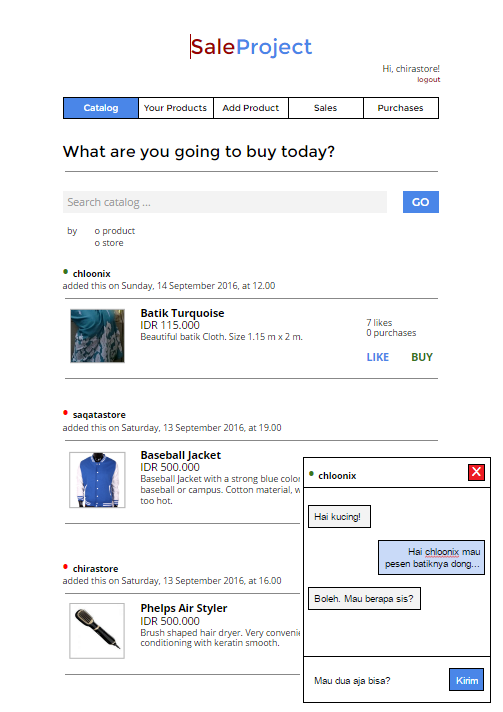 SaleProject
Hi, chirastore!
logout
Catalog Your Products Add Product Sales Purchases
What are you going to buy today?
Search catalog ...
GO
by o product
o store
chloonix
added this on Sunday, 14 September 2016, at 12.00
Batik Turquoise
IDR 115.000
Beautiful batik Cloth. Size 1.15 m x 2 m.
7 likes
0 purchases
LIKE BUY
saqatastore
added this on Saturday, 13 September 2016, at 19.00
Baseball Jacket
IDR 500.000
Baseball Jacket with a strong blue color
baseball or campus. Cotton material, w
too hot.
chirastore
added this on Saturday, 13 September 2016, at 16.00
Phelps Air Styler
IDR 500.000
Brush shaped hair dryer. Very convenie
conditioning with keratin smooth.
chloonix
X
Hai kucing!
Hai chloonix mau
pesen batiknya dong...
Boleh. Mau berapa sis?
Mau dua aja bisa?
Kirim